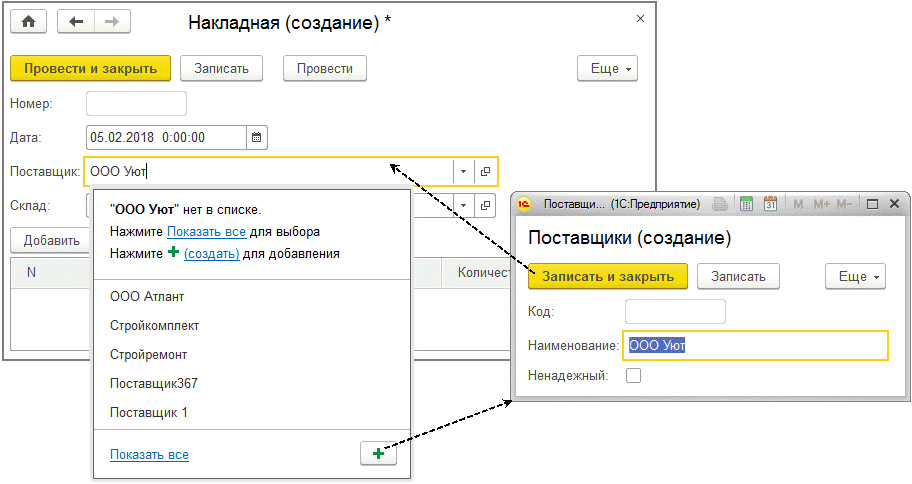 Накладная (создание) *
Провести и закрыть
Записать
Провести
Еще
Номер:
Дата:
05.02.2018 0:00:00
Поставщик:
ООО Уют
Склад:
Добавить
N
Количест
"ООО Уют" нет в списке.
Нажмите Показать все для выбора
Нажмите + (создать) для добавления
ООО Атлант
Стройкомплект
Стройремонт
Поставщик367
Поставщик 1
Показать все
+
1С Поставщи... (1С:Предприятие)
31
M M+ M-
Поставщики (создание)
Записать и закрыть
Записать
Еще
Код:
Наименование:
ООО Уют
Ненадежный: